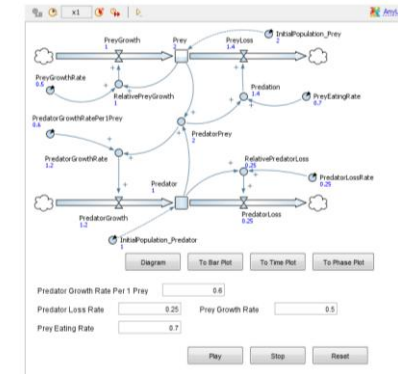 x1
AnyL
PreyGrowth
1
Prey
2
PreyLoss
1.4
InitialPopulation_Prey
2
PreyGrowthRate
0.5
RelativePreyGrowth
1
Predation
1.4
PreyEatingRate
0.7
PredatorGrowthRatePer1Prey
0.6
PredatorPrey
2
PredatorGrowthRate
1.2
RelativePredatorLoss
0.25
PredatorLossRate
0.25
Predator
1
PredatorGrowth
1.2
PredatorLoss
0.25
InitialPopulation_Predator
1
Diagram To Bar Plot To Time Plot To Phase Plot
Predator Growth Rate Per 1 Prey 0.6
Predator Loss Rate 0.25 Prey Growth Rate 0.5
Prey Eating Rate 0.7
Play Stop Reset